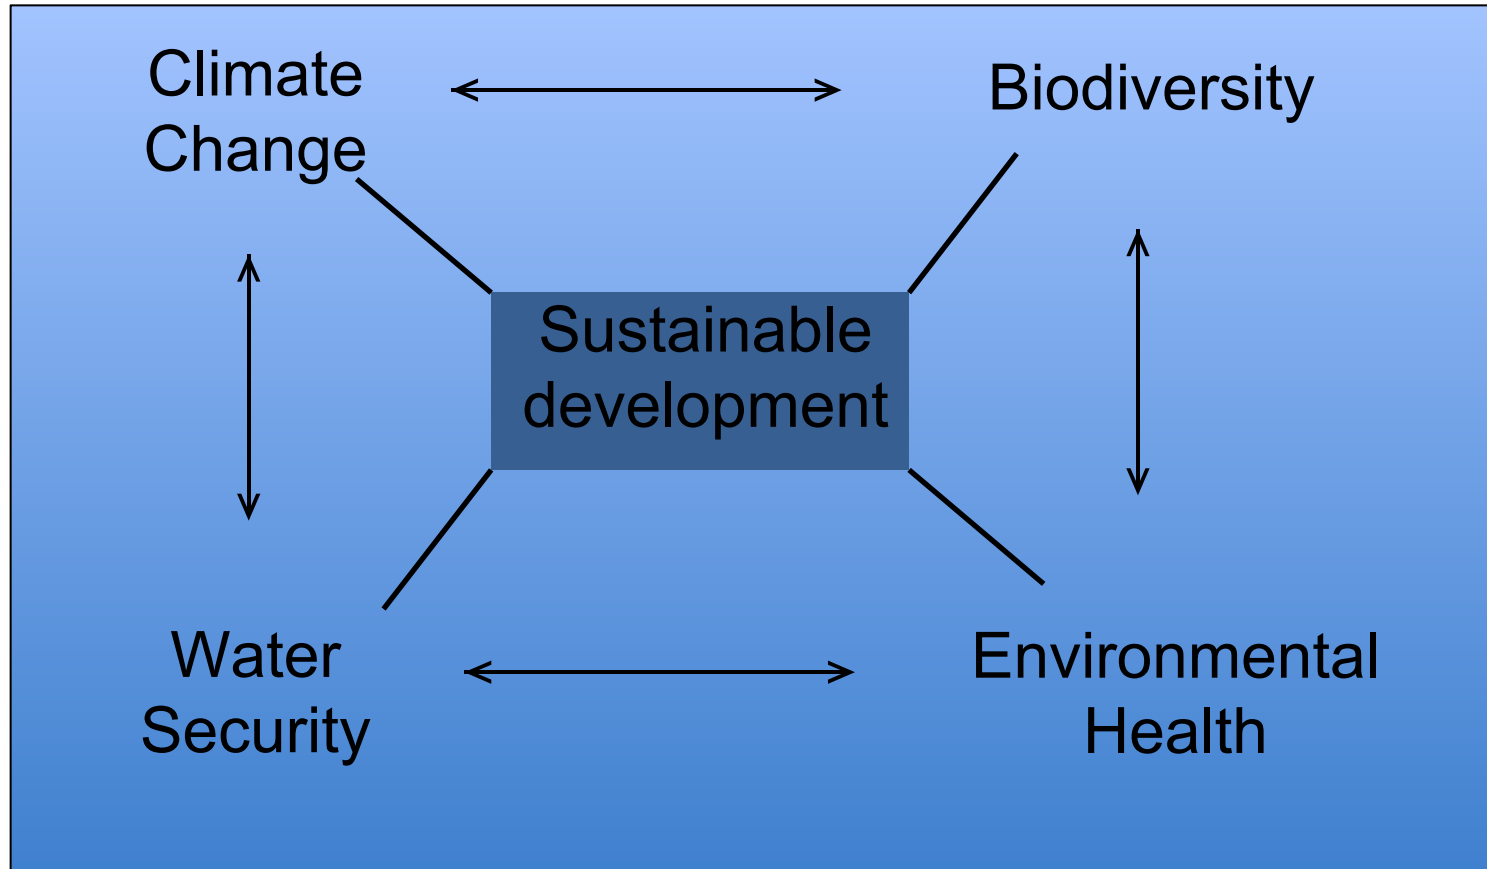 Climate
Change
Biodiversity
Sustainable
development
Water
Security
Environmental
Health